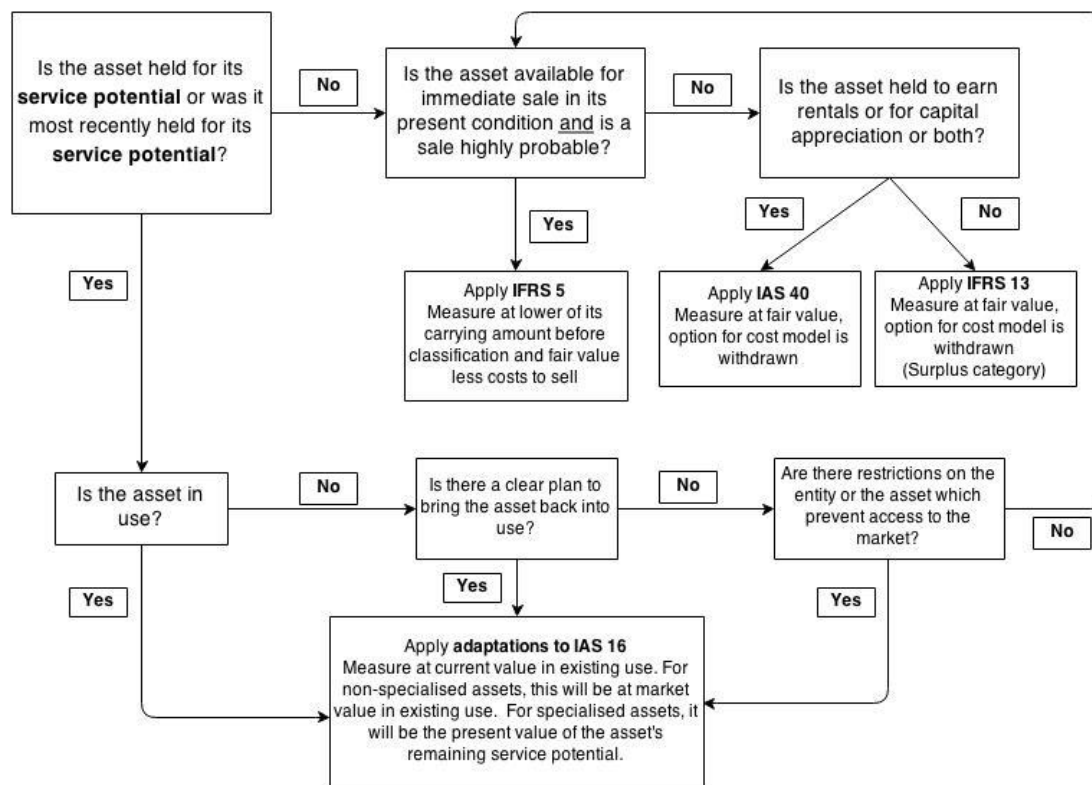 Is the asset held for its
service potential or was it
most recently held for its
service potential?
No
Is the asset available for
immediate sale in its
present condition and is a
sale highly probable?
No
Is the asset held to earn
rentals or for capital
appreciation or both?
Yes
Yes
Yes
No
Apply IFRS 5
Measure at lower of its
carrying amount before
classification and fair value
less costs to sell
Apply IAS 40
Measure at fair value,
option for cost model is
withdrawn
Apply IFRS 13
Measure at fair value,
option for cost model is
withdrawn
(Surplus category)
Is the asset in
use?
No
Is there a clear plan to
bring the asset back into
use?
No
Are there restrictions on the
entity or the asset which
prevent access to the
market?
No
Yes
Yes
Yes
Apply adaptations to IAS 16
Measure at current value in existing use. For
non-specialised assets, this will be at market
value in existing use. For specialised assets, it
will be the present value of the asset's
remaining service potential.